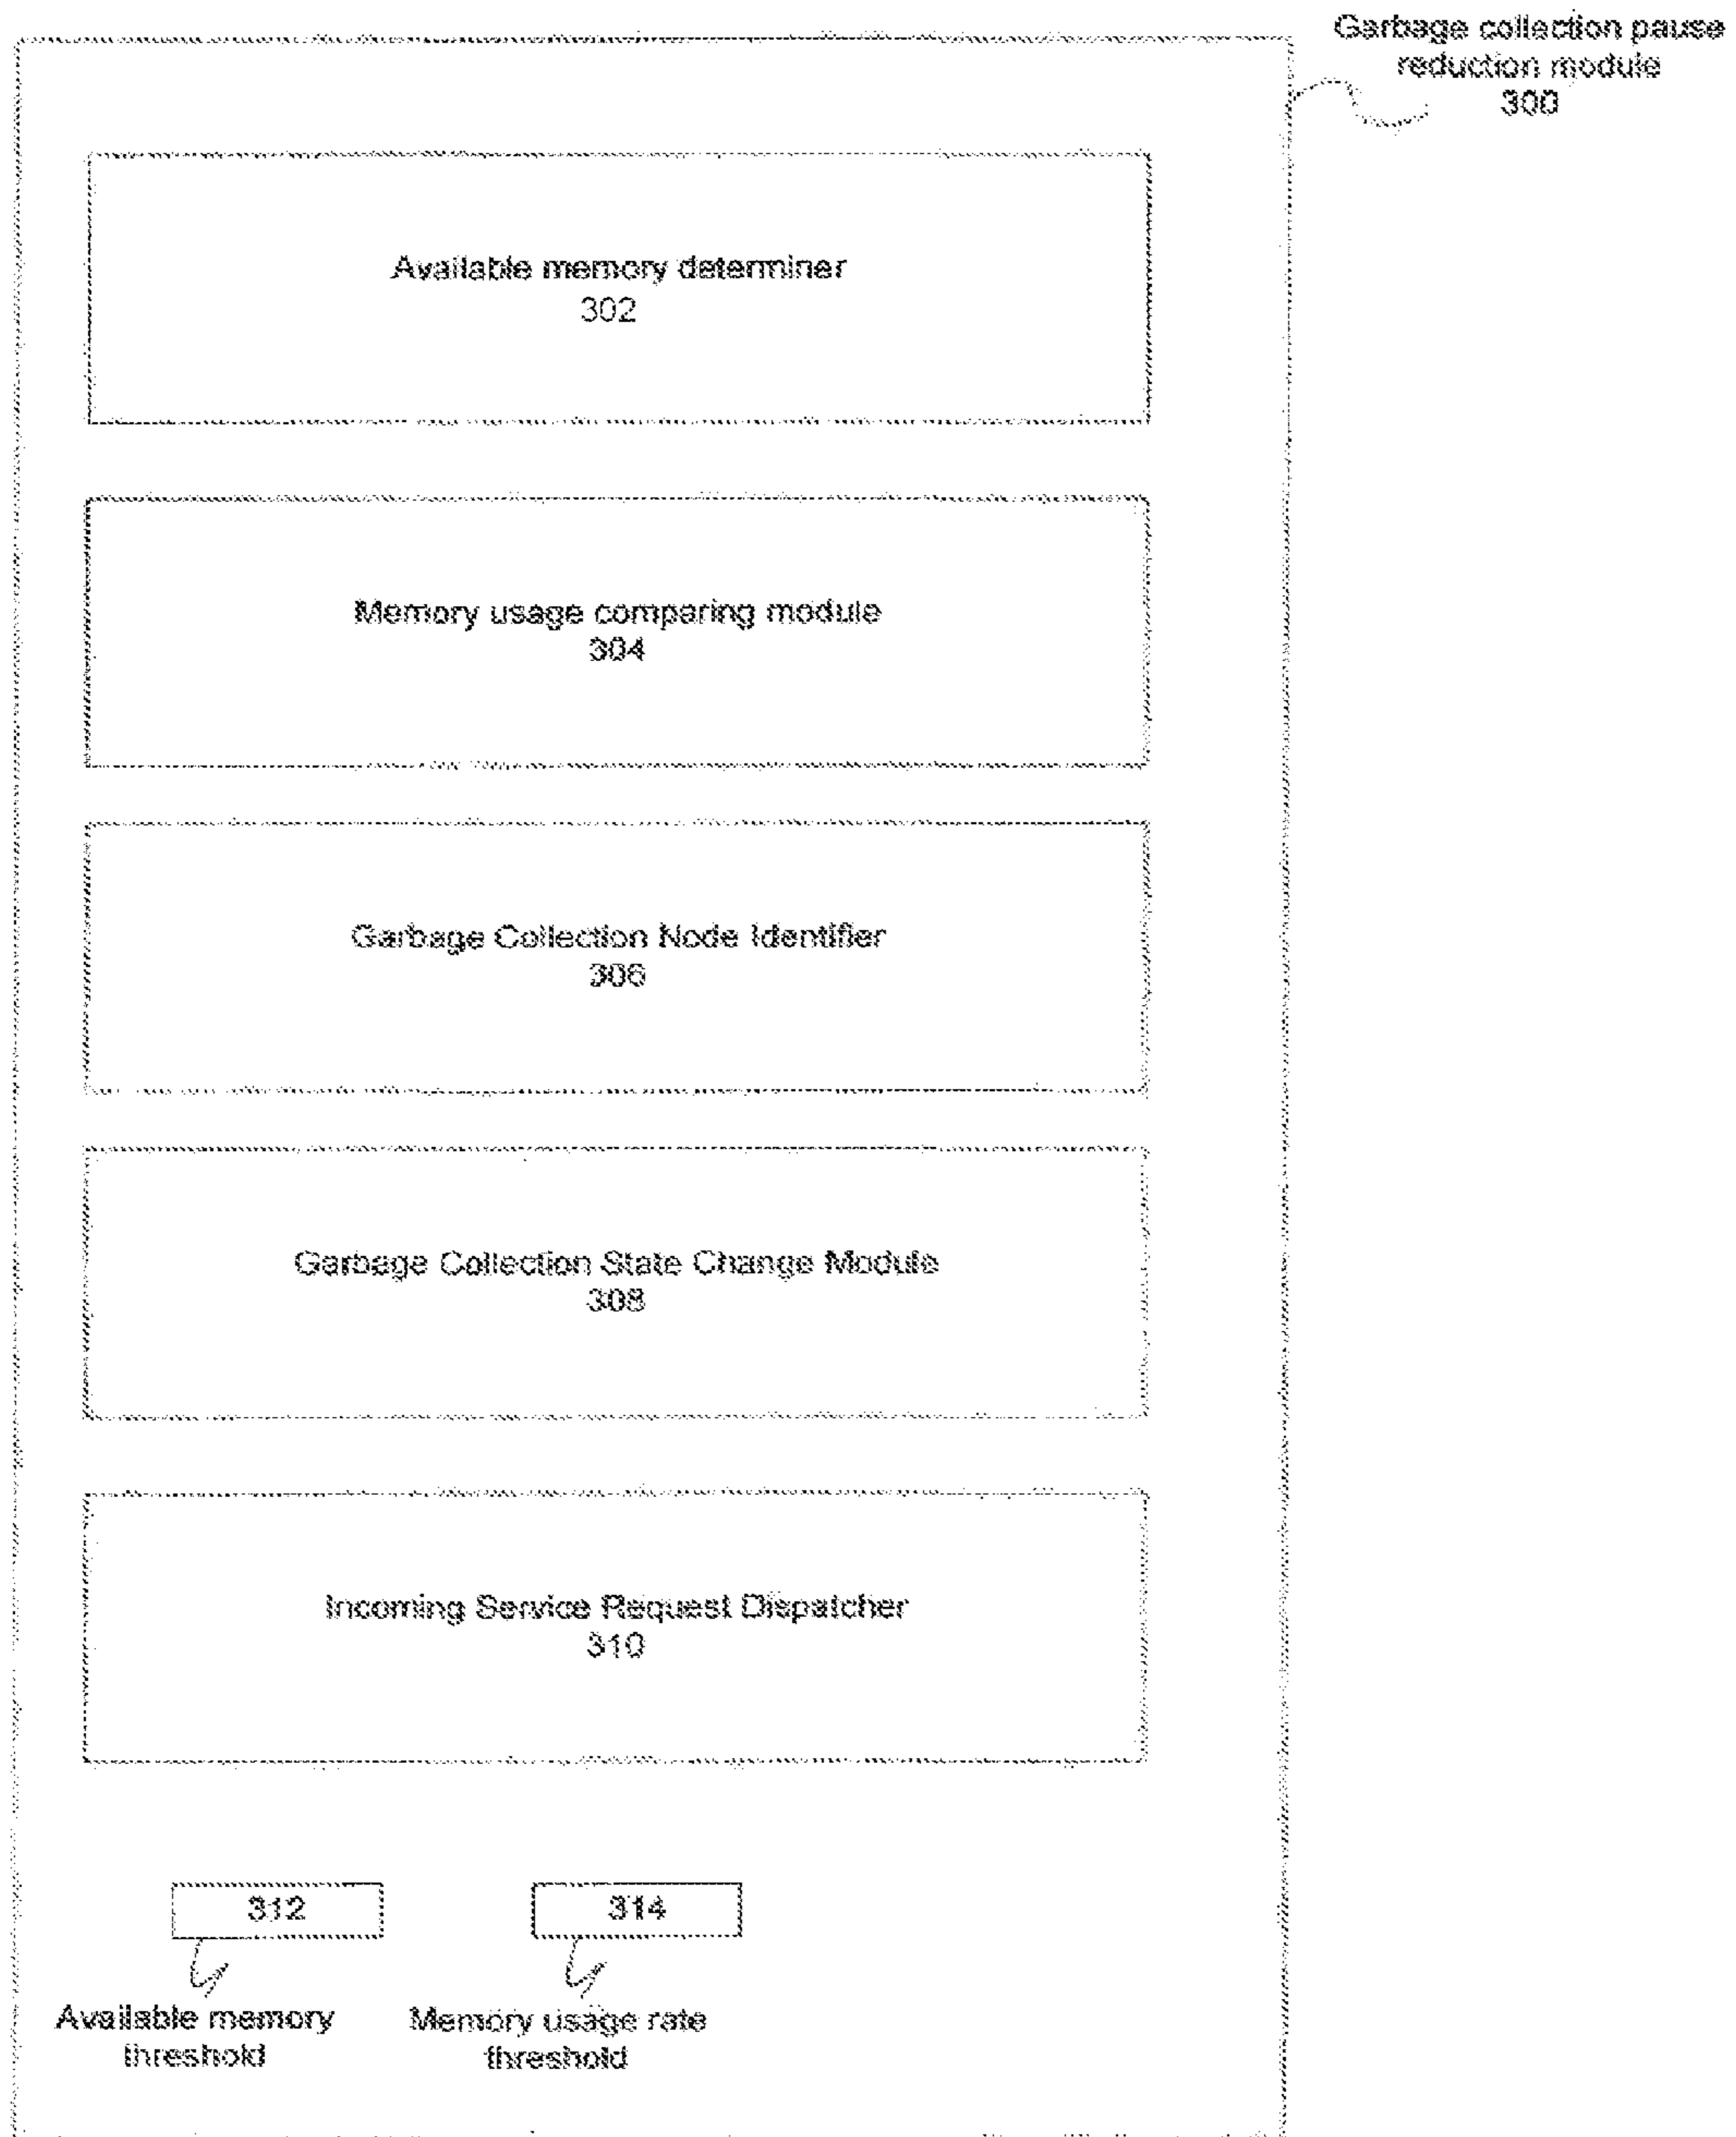 Garbage collection pause
reduction module
300
Available memory determiner
302
Memory usage comparing module
304
Garbage Collection Node Identifier
306
Garbage Collection State Change Module
308
Incoming Service Request Dispatcher
310
312
314
Available memory
threshold
Memory usage rate
threshold